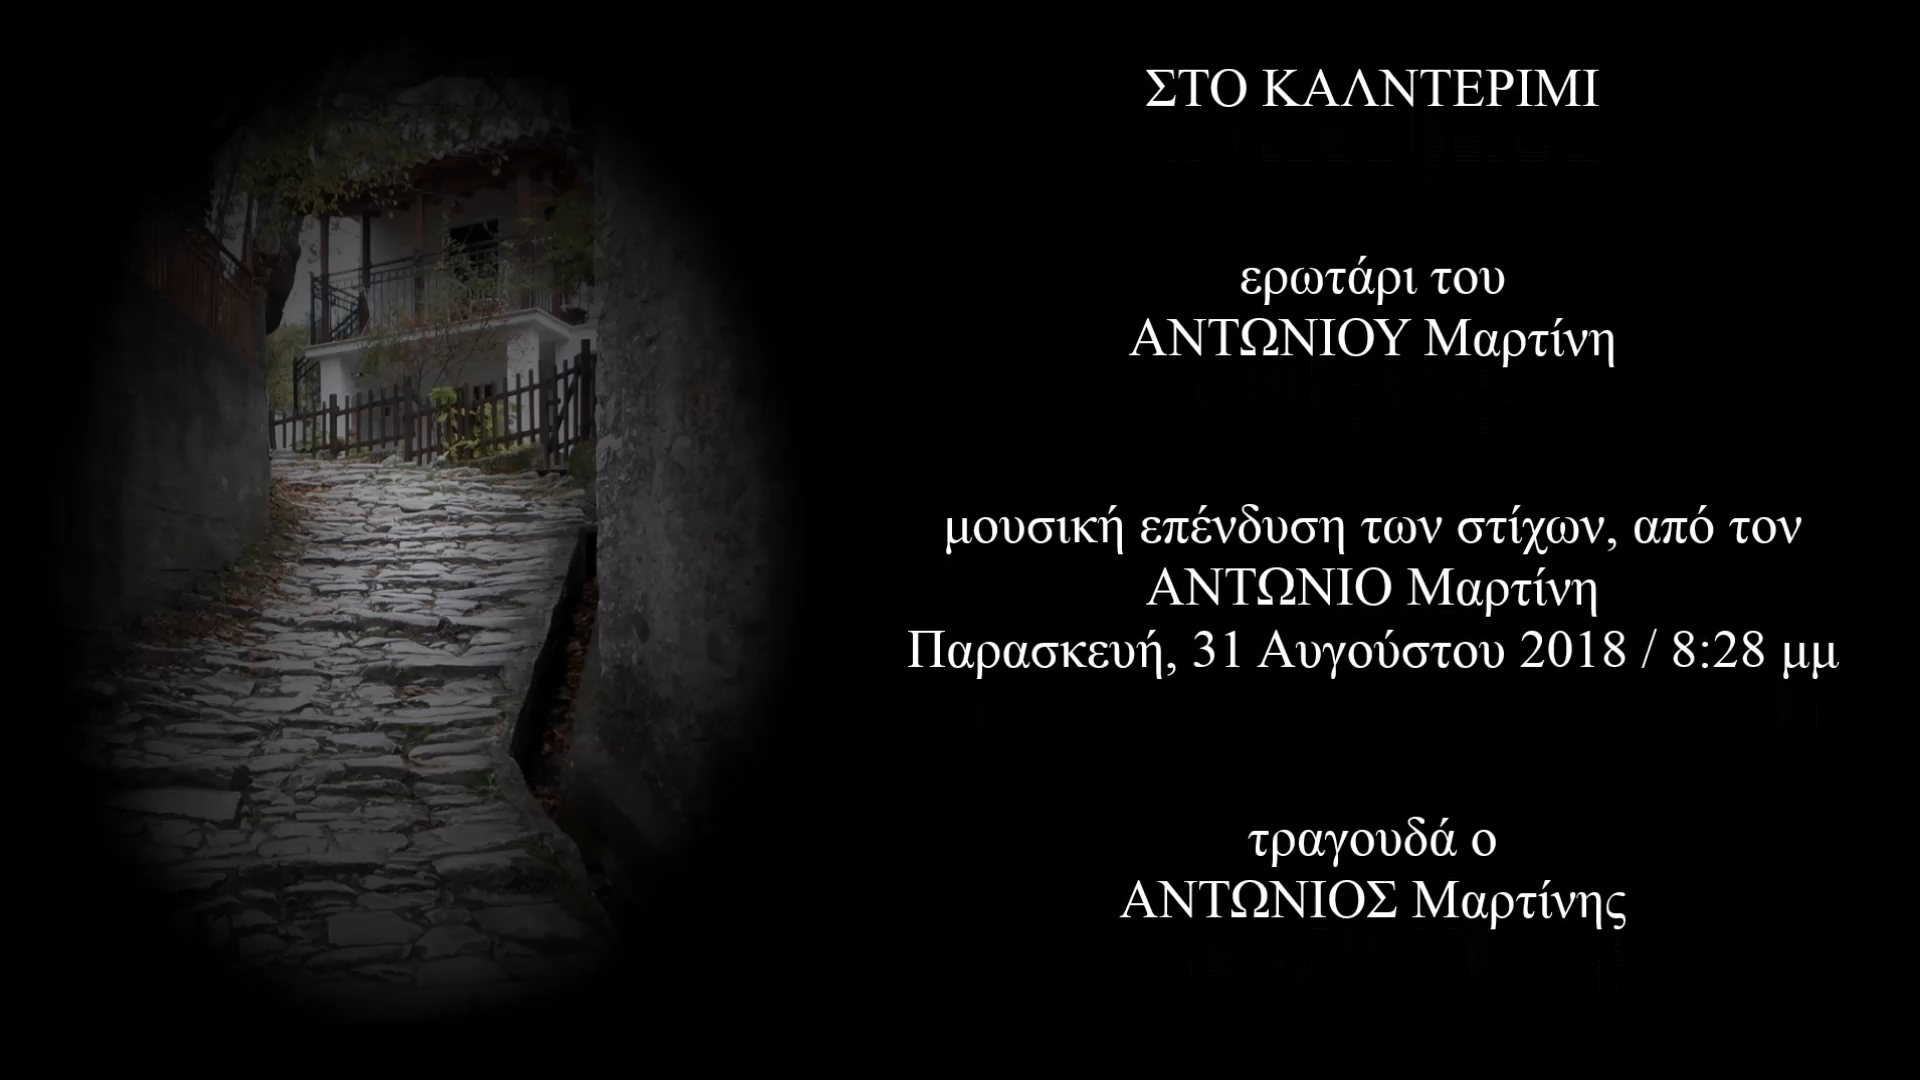 ΣΤΟ ΚΑΛΝΤΕΡΙΜΙ
ερωτάρι του
ΑΝΤΩΝΙΟΥ Μαρτίνη
μουσική επένδυση των στίχων, από τον
ΑΝΤΩΝΙΟ Μαρτίνη
Παρασκευή, 31 Αυγούστου 2018 / 8:28 μμ
τραγουδά ο
ΑΝΤΩΝΙΟΣ Μαρτίνης